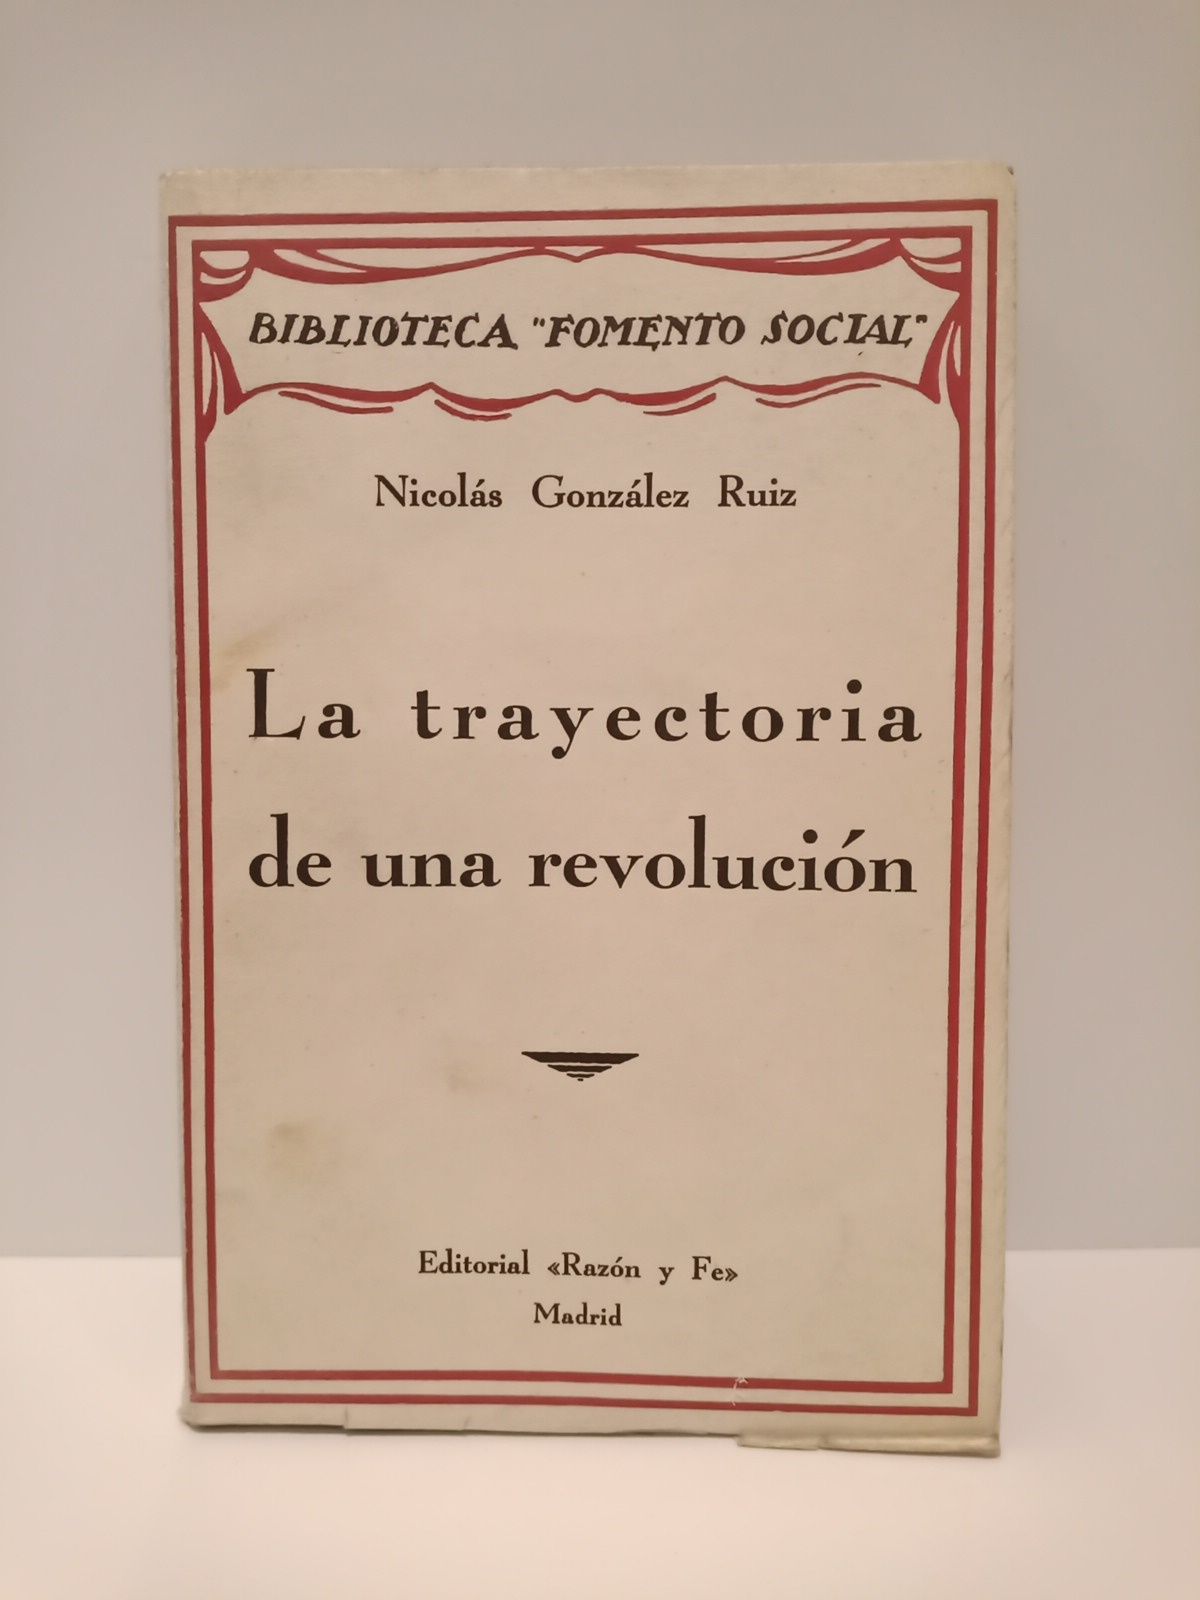 BIBLIOTECA "FOMENTO SOCIAL"
Nicolás González Ruiz
La trayectoria
de una revolución
Editorial «Razón y Fe»
Madrid